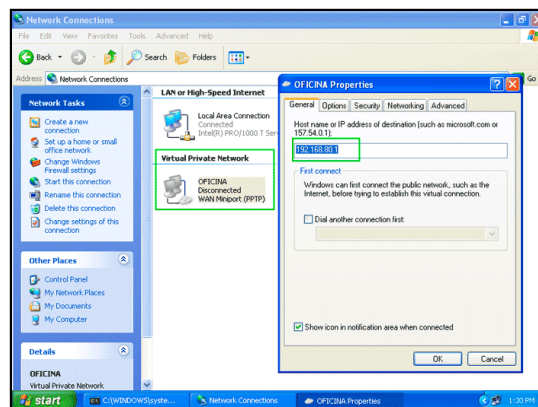 Network Connections
File Edit View Favorites Tools Advanced Help
Back Search Folders
Address Network Connections Go
Network Tasks
Create a new
connection
Set up a home or small
office network
Change Windows
Firewall settings
Start this connection
Rename this connection
Delete this connection
Change settings of this
connection
Other Places
Control Panel
My Network Places
My Documents
My Computer
Details
OFICINA
Virtual Private Network
LAN or High-Speed Internet
Local Area Connection
Connected
Intel(R) PRO/1000 T Ser
Virtual Private Network
OFICINA
Disconnected
WAN Miniport (PPTP)
OFICINA Properties
General Options Security Networking Advanced
Host name or IP address of destination (such as microsoft.com or
157.54.0.1):
192.168.80.1
First connect
Windows can first connect the public network, such as the
Internet, before trying to establish this virtual connection.
Dial another connection first:
Show icon in notification area when connected
OK Cancel
start C:\WINDOWS\syste... Network Connections OFICINA Properties 1:30 PM